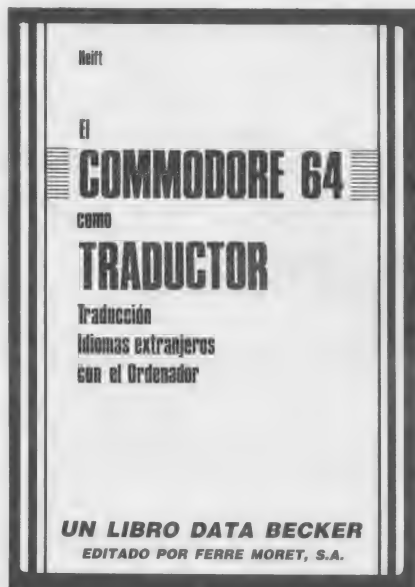 Neift
El
COMMODORE 64
como
TRADUCTOR
Traducción
Idiomas extranjeros
con el Ordenador
UN LIBRO DATA BECKER
EDITADO POR FERRE MORET, S.A.